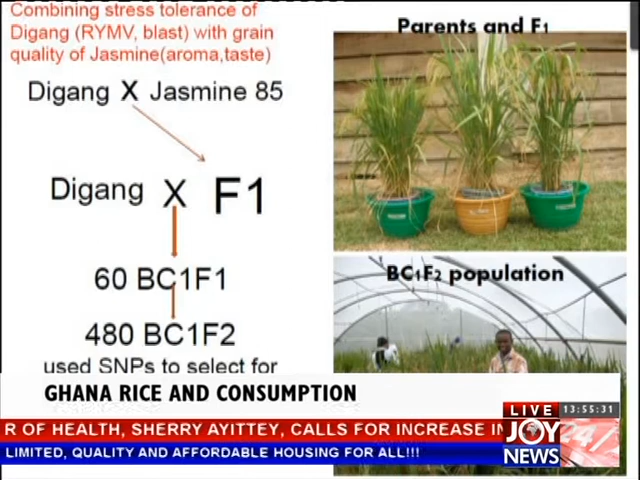 Combining stress tolerance of
Digang (RYMV, blast) with grain
quality of Jasmine(aroma,taste)
Digang X Jasmine 85
Digang X F1
60 BC1F1
480 BC1F2
used SNPs to select for
Parents and F1
BC1F2 population
GHANA RICE AND CONSUMPTION
LIVE 13:55:31
R OF HEALTH, SHERRY AYITTEY, CALLS FOR INCREASE IN
LIMITED, QUALITY AND AFFORDABLE HOUSING FOR ALL!!!
JOY
NEWS
24/7